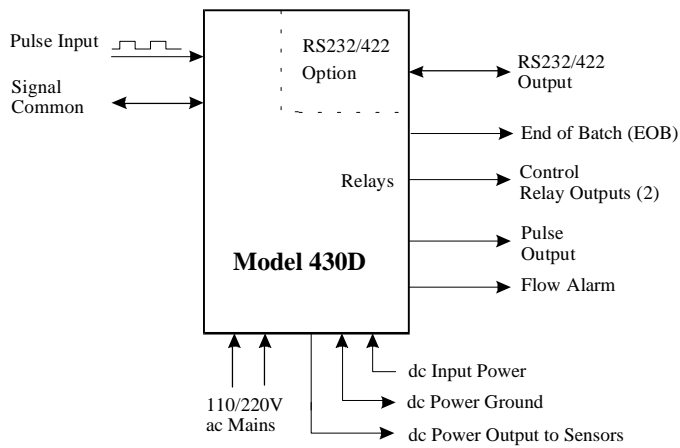 Pulse Input
Signal
Common
RS232/422
Option
Relays
Model 430D
RS232/422
Output
End of Batch (EOB)
Control
Relay Outputs (2)
Pulse
Output
Flow Alarm
110/220V
ac Mains
dc Input Power
dc Power Ground
dc Power Output to Sensors